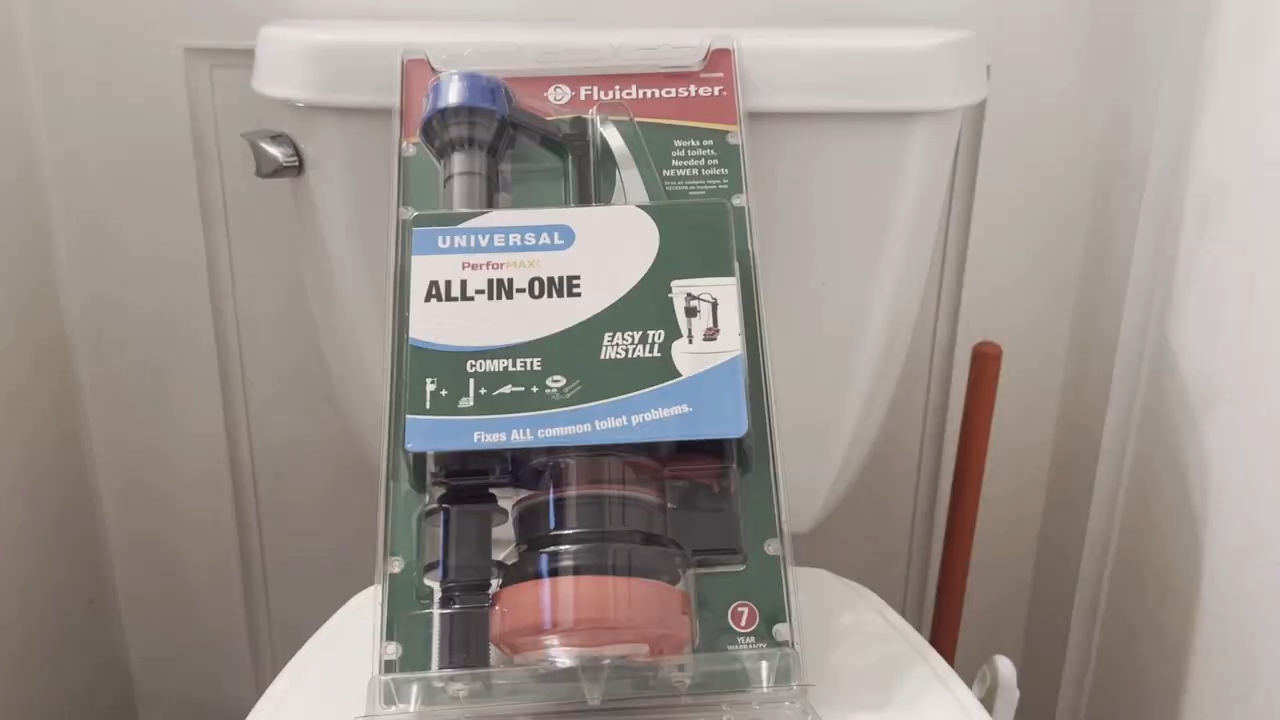 Fluidmaster.
Works on
old toilets.
Needed on
NEWER toilets
UNIVERSAL
PerforMAX
ALL-IN-ONE
EASY TO
INSTALL
COMPLETE
+ + +
Fixes ALL common toilet problems.
7
YEAR
WARRANTY